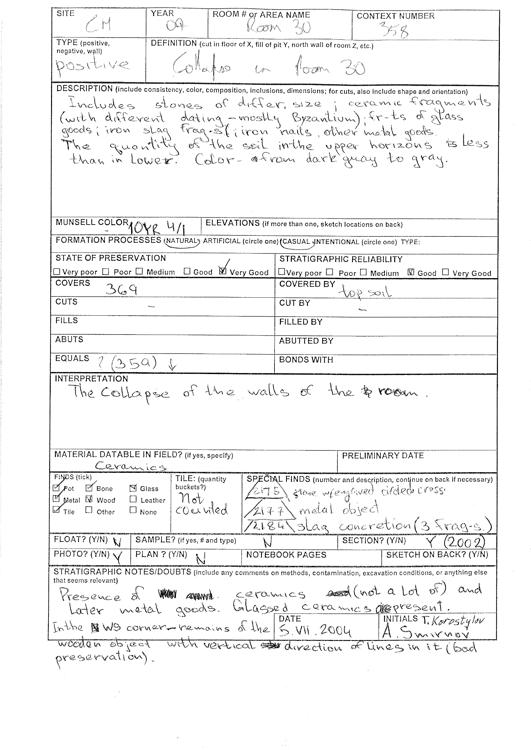 SITE CM YEAR 04 ROOM # or AREA NAME Room 30 CONTEXT NUMBER 358
TYPE (positive, negative, wall) positive
DEFINITION (cut in floor of X, fill of pit Y, north wall of room Z, etc.) Collapse in Room 30
DESCRIPTION (include consistency, color, composition, inclusions, dimensions; for cuts, also include shape and orientation)
Includes stones of differ. size; ceramic fragments
(with different dating - mostly Byzantium); fr-ts of glass
goods; iron slag frag-s; iron nails, other metal goods.
The quantity of the soil in the upper horizons is less
than in lower. Color - from dark guay to gray.
MUNSELL COLOR 10YR 4/1 ELEVATIONS (if more than one, sketch locations on back)
FORMATION PROCESSES (NATURAL) ARTIFICIAL (circle one) CASUAL INTENTIONAL (circle one) TYPE:
STATE OF PRESERVATION STRATIGRAPHIC RELIABILITY
Very poor Poor Medium Good Very Good Very poor Poor Medium Good Very Good
COVERS 369 COVERED BY top soil
CUTS - CUT BY -
FILLS FILLED BY
ABUTS ABUTTED BY
EQUALS ? (359) ↓ BONDS WITH
INTERPRETATION
The collapse of the walls of the room.
MATERIAL DATABLE IN FIELD? (if yes, specify) PRELIMINARY DATE
Ceramics
FINDS (tick)
Pot Bone Glass
Metal Wood Leather
Tile Other None
TILE: (quantity buckets?) Not counted
SPECIAL FINDS (number and description, continue on back if necessary)
2175 stone w/engraved circled cross
2177 metal object
2184 slag concretion (3 frag-s)
FLOAT? (Y/N) N SAMPLE? (if yes, # and type) N SECTION? (Y/N) Y (2002)
PHOTO? (Y/N) Y PLAN ? (Y/N) N NOTEBOOK PAGES SKETCH ON BACK? (Y/N)
STRATIGRAPHIC NOTES/DOUBTS (include any comments on methods, contamination, excavation conditions, or anything else
that seems relevant)
Presence of ceramics (not a lot of) and
later metal goods. Glassed ceramics represent.
In the WS corner - remains of the
DATE 5.VII.2004 INITIALS T. Korostylov
A. Smirnov
wooden object with vertical direction of lines in it (bad
preservation).